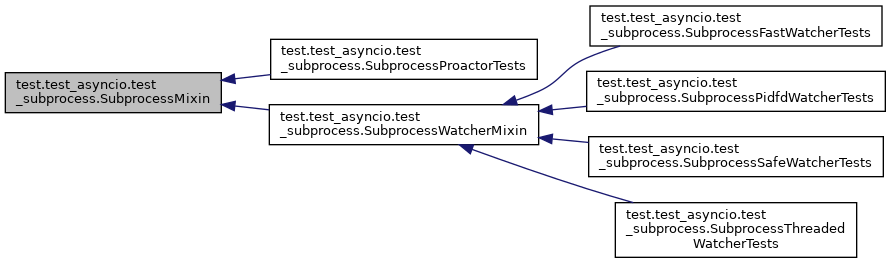 test.test_asyncio.test
_subprocess.SubprocessMixin
test.test_asyncio.test
_subprocess.SubprocessProactorTests
test.test_asyncio.test
_subprocess.SubprocessWatcherMixin
test.test_asyncio.test
_subprocess.SubprocessFastWatcherTests
test.test_asyncio.test
_subprocess.SubprocessPidfdWatcherTests
test.test_asyncio.test
_subprocess.SubprocessSafeWatcherTests
test.test_asyncio.test
_subprocess.SubprocessThreaded
WatcherTests